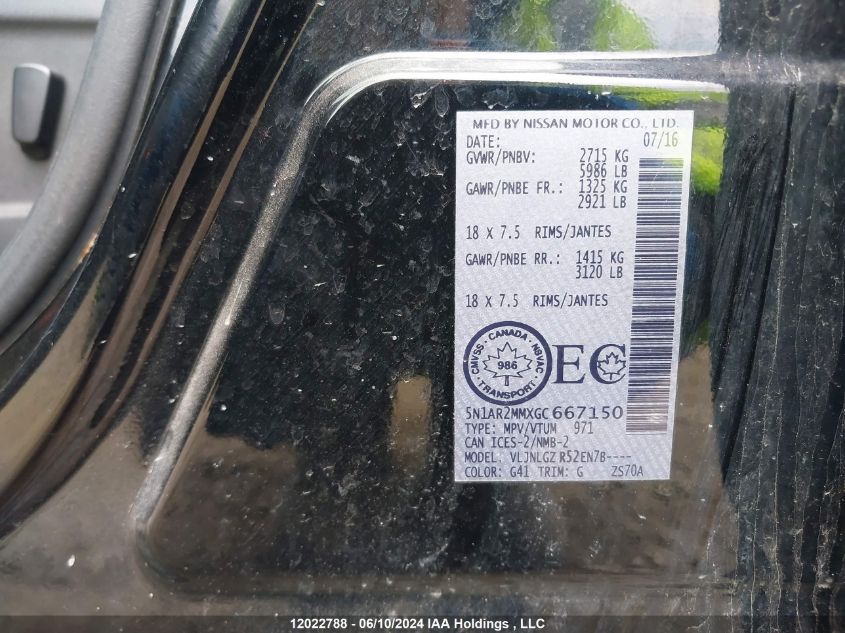 MFD BY NISSAN MOTOR CO., LTD.
DATE: 07/16
GVWR/PNBV: 2715 KG
5986 LB
GAWR/PNBE FR.: 1325 KG
2921 LB
18 X 7.5 RIMS/JANTES
GAWR/PNBE RR.: 1415 KG
3120 LB
18 X 7.5 RIMS/JANTES
CMVSS · CANADA · NSVAC
986
TRANSPORT
EC
5N1AR2MMXGC667150
TYPE: MPV/VTUM 971
CAN ICES-2/NMB-2
MODEL: VLJNLGZ R52EN7B----
COLOR: G41 TRIM: G ZS70A
12022788 - 06/10/2024 IAA Holdings , LLC